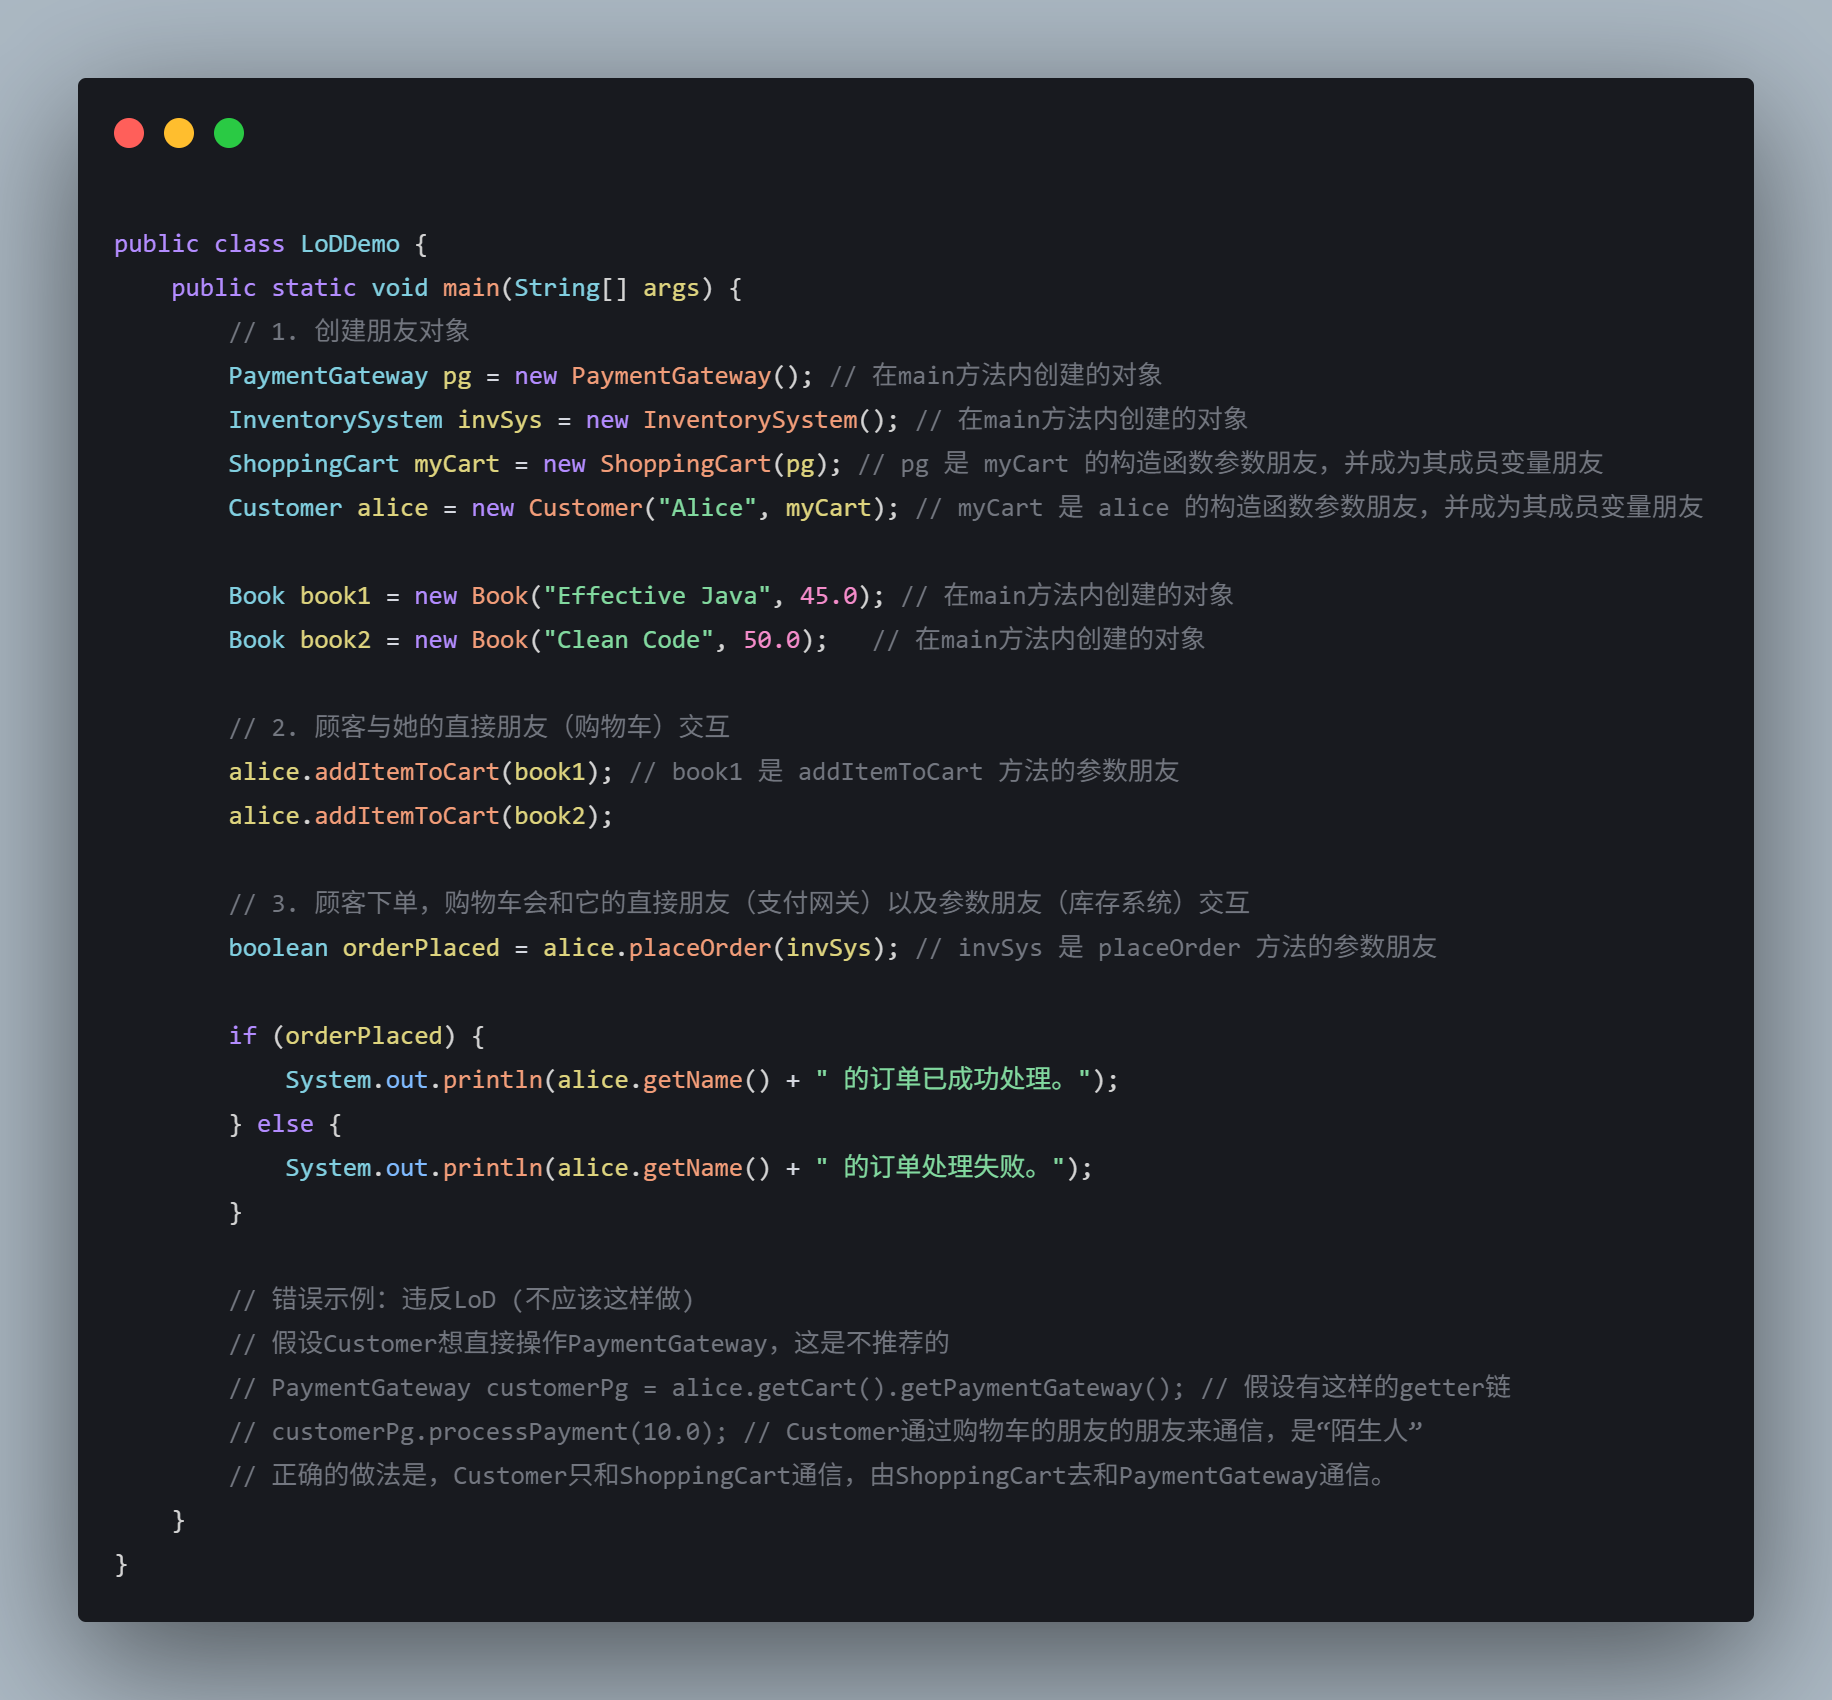 public class LoDDemo {
    public static void main(String[] args) {
        // 1. 创建朋友对象
        PaymentGateway pg = new PaymentGateway(); // 在main方法内创建的对象
        InventorySystem invSys = new InventorySystem(); // 在main方法内创建的对象
        ShoppingCart myCart = new ShoppingCart(pg); // pg 是 myCart 的构造函数参数朋友，并成为其成员变量朋友
        Customer alice = new Customer("Alice", myCart); // myCart 是 alice 的构造函数参数朋友，并成为其成员变量朋友

        Book book1 = new Book("Effective Java", 45.0); // 在main方法内创建的对象
        Book book2 = new Book("Clean Code", 50.0);   // 在main方法内创建的对象

        // 2. 顾客与她的直接朋友（购物车）交互
        alice.addItemToCart(book1); // book1 是 addItemToCart 方法的参数朋友
        alice.addItemToCart(book2);

        // 3. 顾客下单，购物车会和它的直接朋友（支付网关）以及参数朋友（库存系统）交互
        boolean orderPlaced = alice.placeOrder(invSys); // invSys 是 placeOrder 方法的参数朋友

        if (orderPlaced) {
            System.out.println(alice.getName() + " 的订单已成功处理。");
        } else {
            System.out.println(alice.getName() + " 的订单处理失败。");
        }

        // 错误示例：违反LoD (不应该这样做)
        // 假设Customer想直接操作PaymentGateway，这是不推荐的
        // PaymentGateway customerPg = alice.getCart().getPaymentGateway(); // 假设有这样的getter链
        // customerPg.processPayment(10.0); // Customer通过购物车的朋友的朋友来通信，是“陌生人”
        // 正确的做法是，Customer只和ShoppingCart通信，由ShoppingCart去和PaymentGateway通信。
    }
}